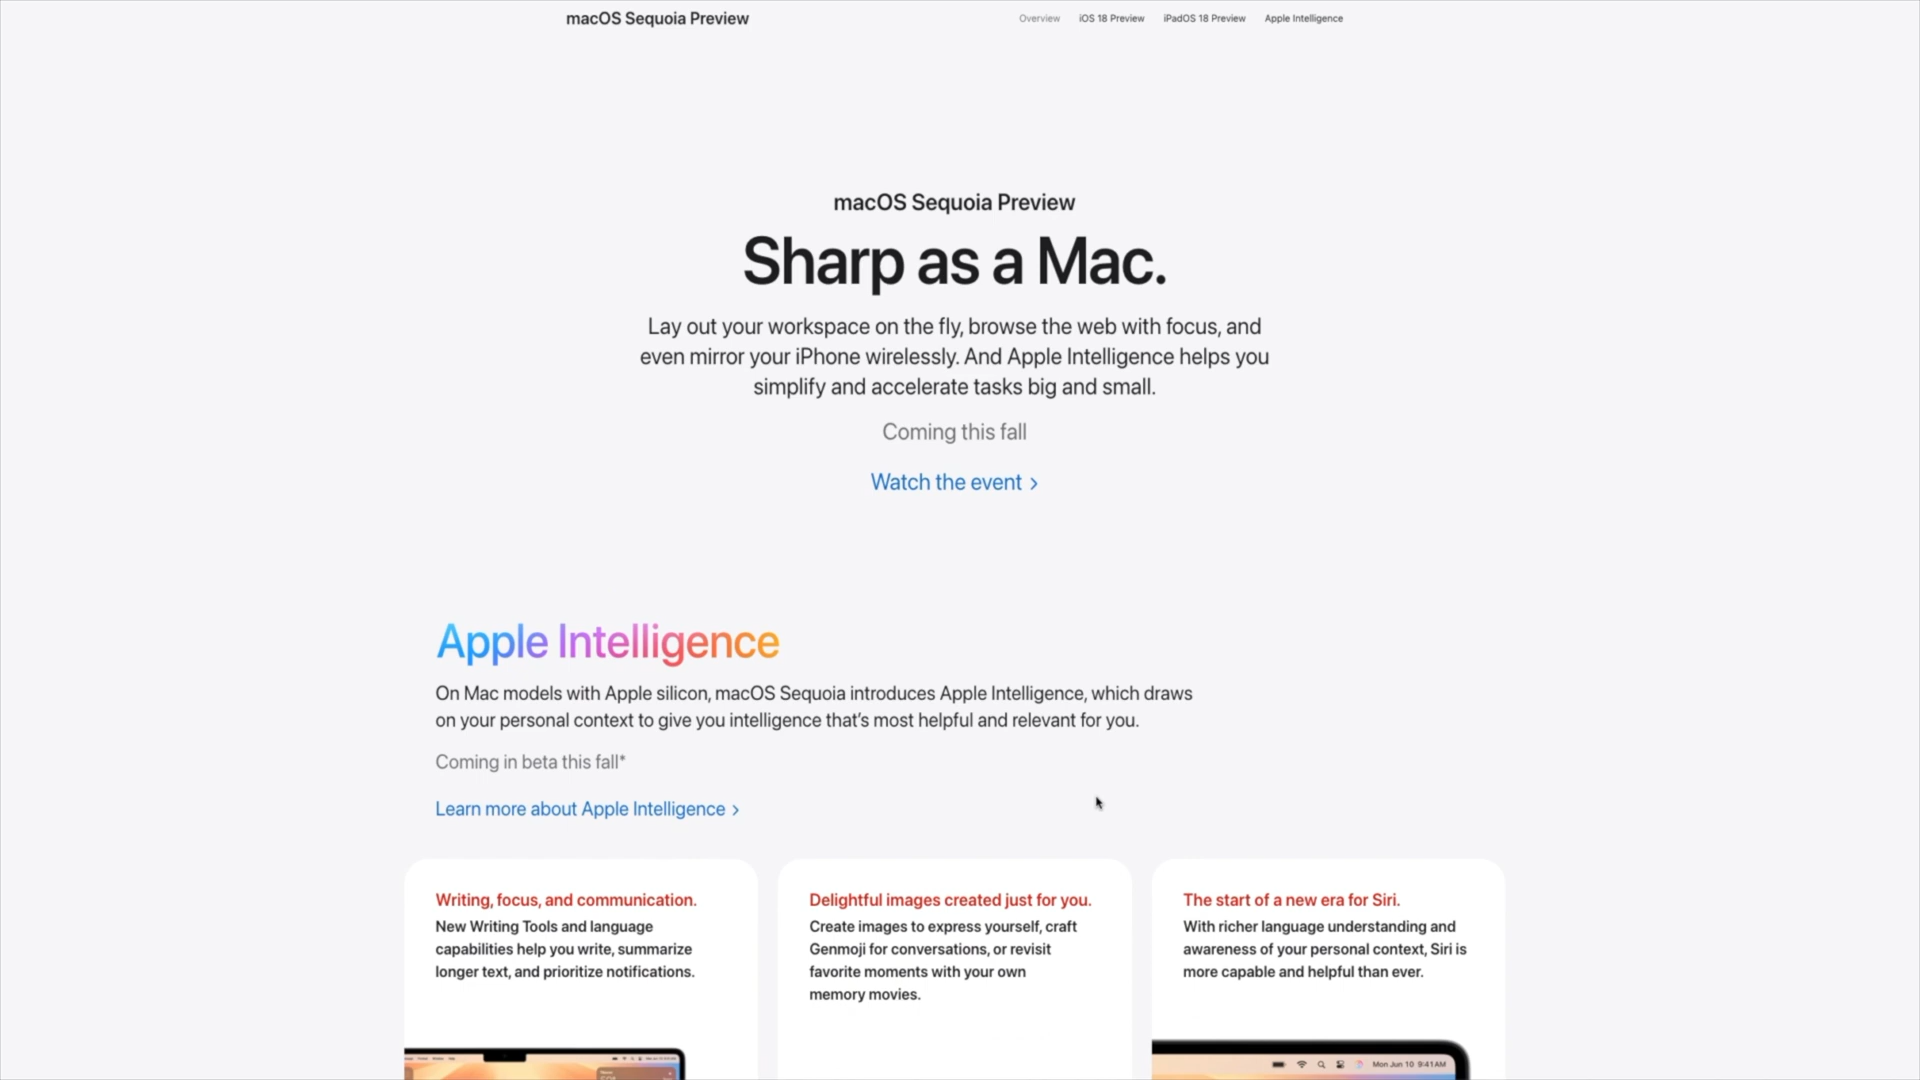 macOS Sequoia Preview
Overview
iOS 18 Preview
iPadOS 18 Preview
Apple Intelligence
macOS Sequoia Preview
Sharp as a Mac.
Lay out your workspace on the fly, browse the web with focus, and
even mirror your iPhone wirelessly. And Apple Intelligence helps you
simplify and accelerate tasks big and small.
Coming this fall
Watch the event >
Apple Intelligence
On Mac models with Apple silicon, macOS Sequoia introduces Apple Intelligence, which draws
on your personal context to give you intelligence that’s most helpful and relevant for you.
Coming in beta this fall*
Learn more about Apple Intelligence >
Writing, focus, and communication.
New Writing Tools and language
capabilities help you write, summarize
longer text, and prioritize notifications.
Delightful images created just for you.
Create images to express yourself, craft
Genmoji for conversations, or revisit
favorite moments with your own
memory movies.
The start of a new era for Siri.
With richer language understanding and
awareness of your personal context, Siri is
more capable and helpful than ever.
Mon Jun 10 9:41AM